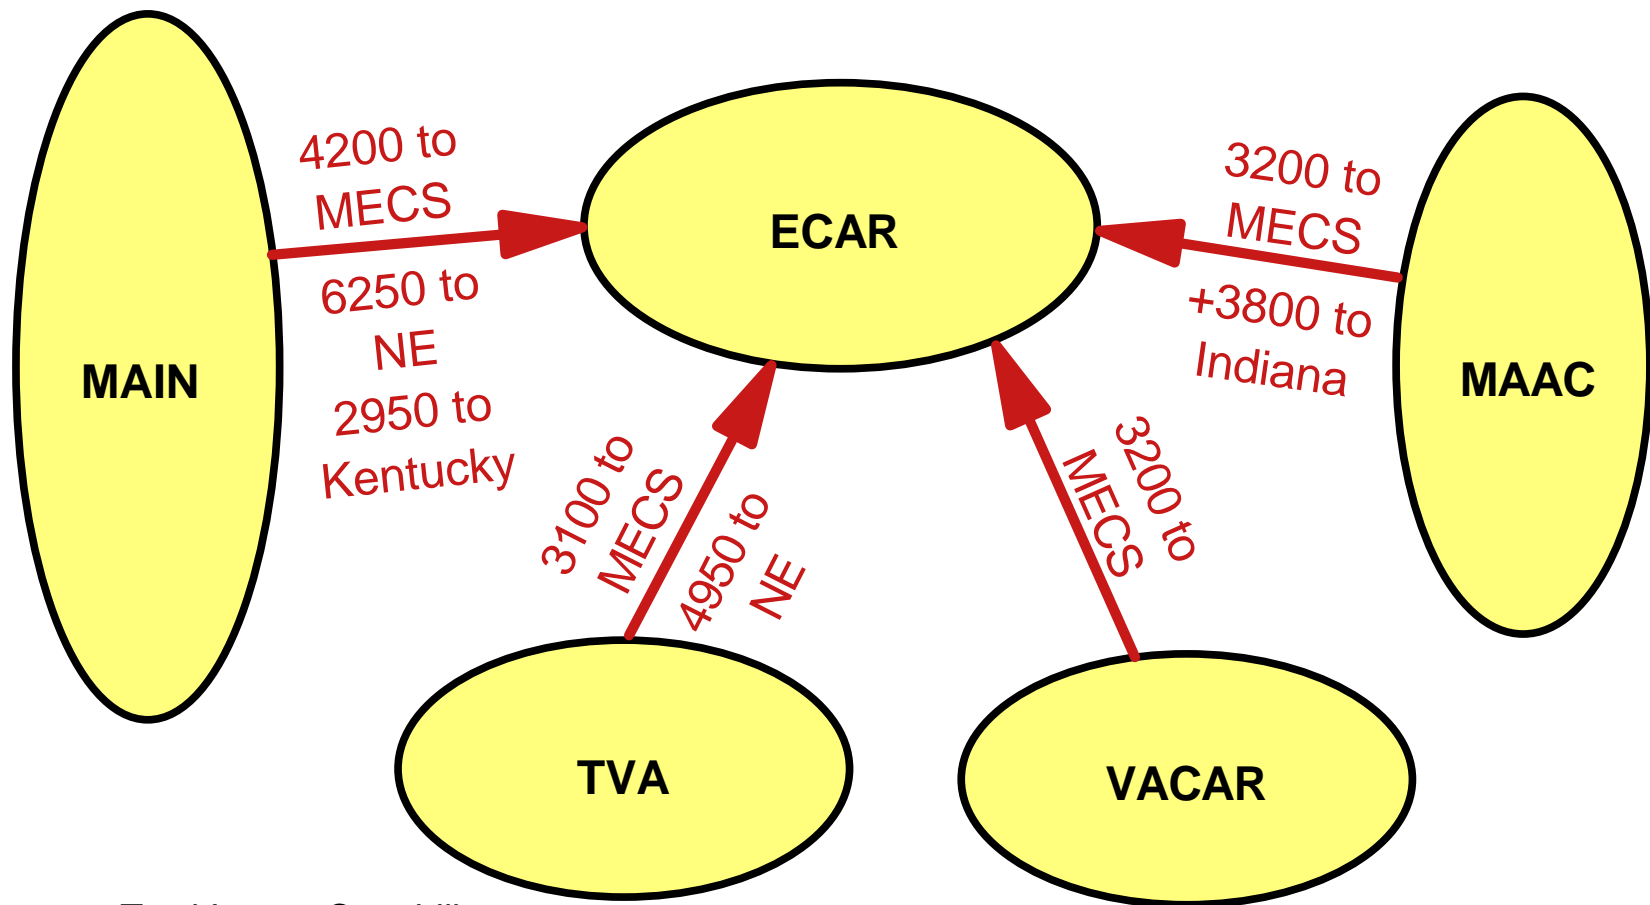 4200 to
MECS
6250 to
NE
2950 to
Kentucky
MAIN
ECAR
3200 to
MECS
+3800 to
Indiana
MAAC
3100 to
MECS
4950 to
NE
3200 to
MECS
TVA
VACAR